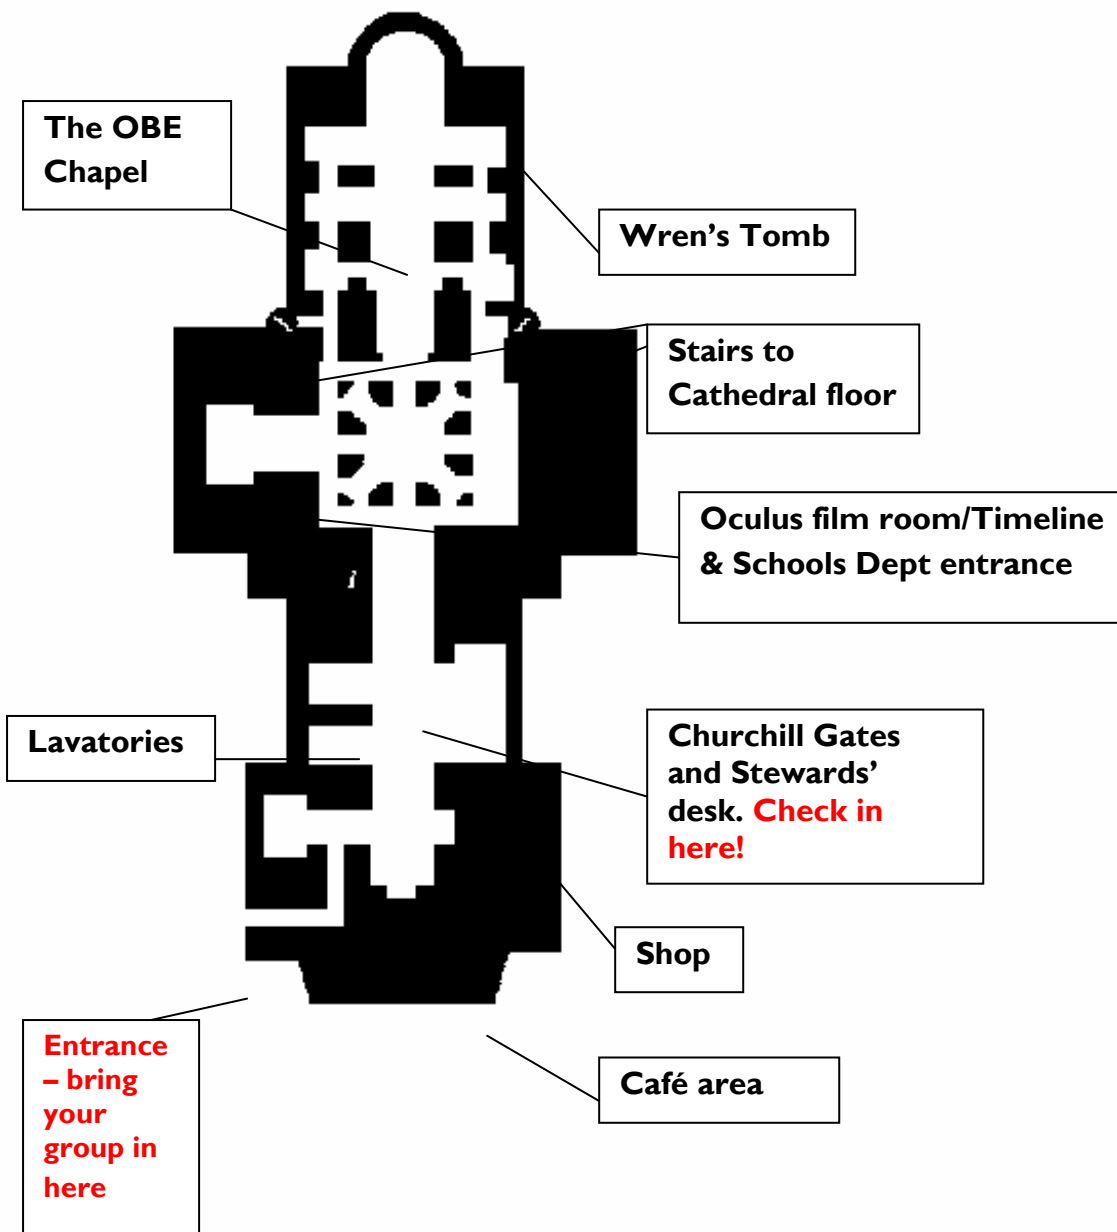 The OBE
Chapel
Wren's Tomb
Stairs to
Cathedral floor
Oculus film room/Timeline
& Schools Dept entrance
Lavatories
Churchill Gates
and Stewards'
desk. Check in
here!
Shop
Entrance
– bring
your
group in
here
Café area